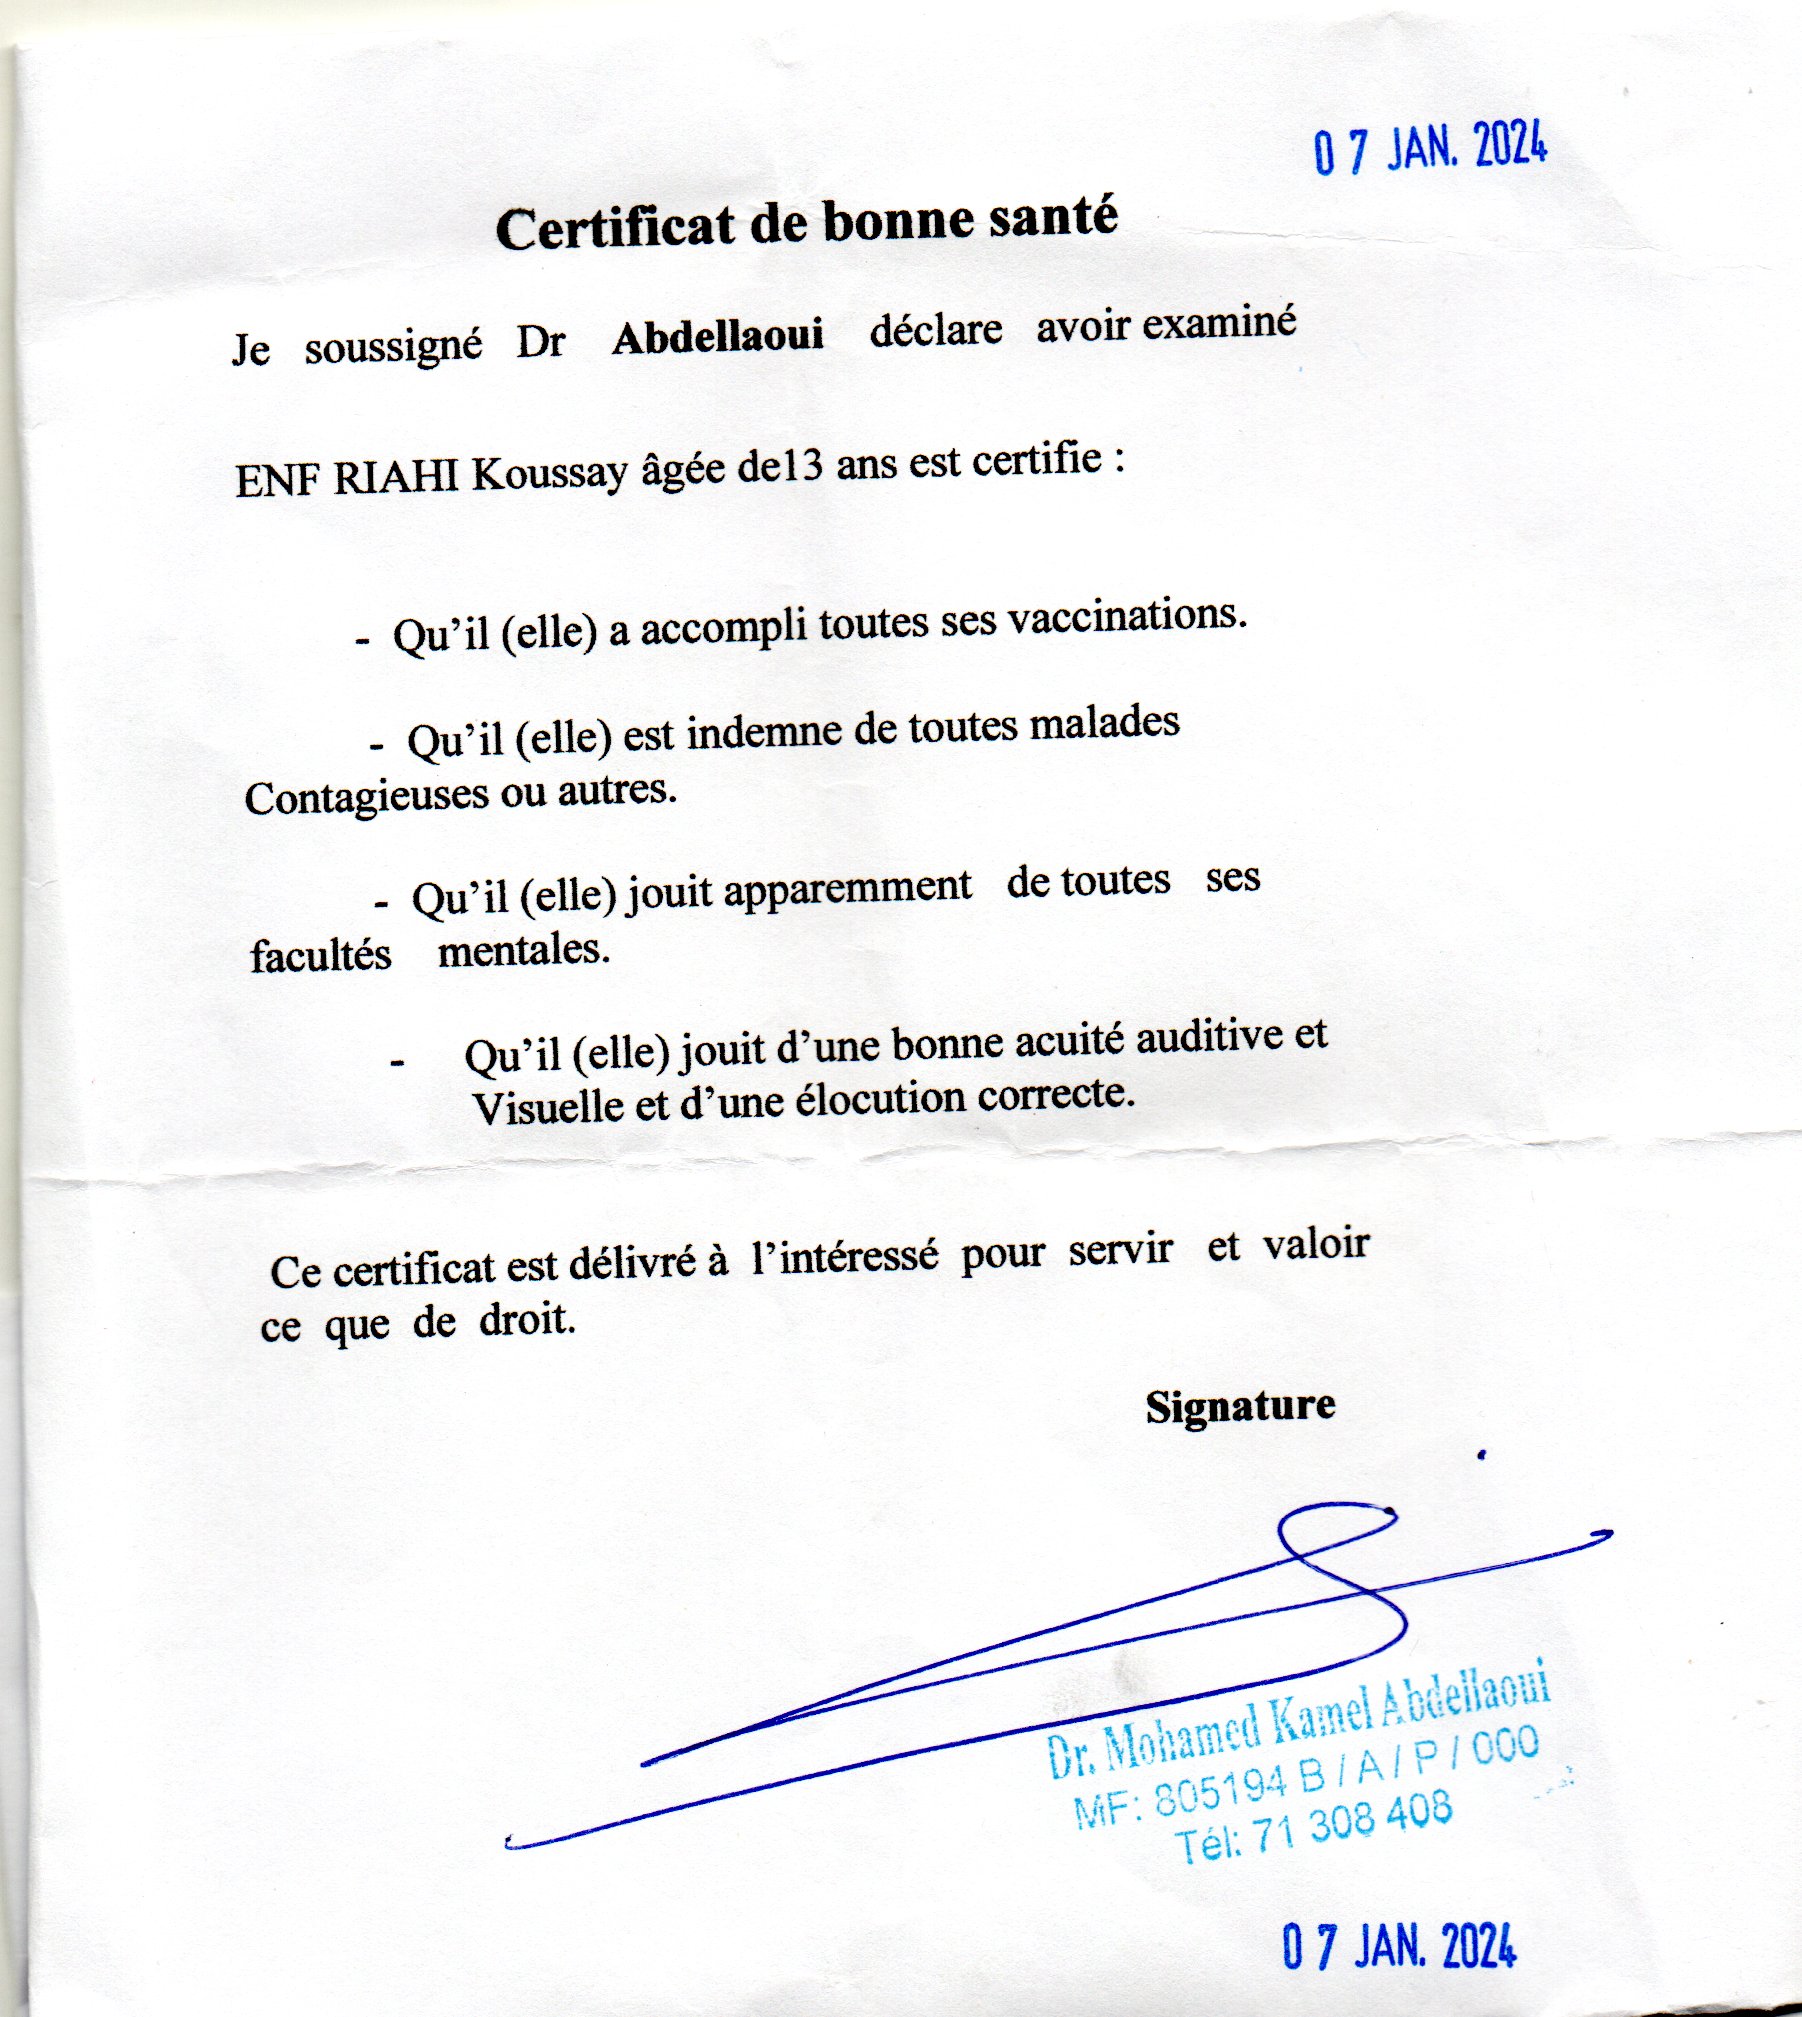 0 7 JAN. 2024
Certificat de bonne santé
Je soussigné Dr Abdellaoui déclare avoir examiné
ENF RIAHI Koussay âgée de13 ans est certifie :
- Qu’il (elle) a accompli toutes ses vaccinations.
- Qu’il (elle) est indemne de toutes malades
Contagieuses ou autres.
- Qu’il (elle) jouit apparemment de toutes ses
facultés mentales.
- Qu’il (elle) jouit d’une bonne acuité auditive et
Visuelle et d’une élocution correcte.
Ce certificat est délivré à l’intéressé pour servir et valoir
ce que de droit.
Signature
Dr. Mohamed Kamel Abdellaoui
MF: 805194 B / A / P / 000
Tél: 71 308 408
0 7 JAN. 2024